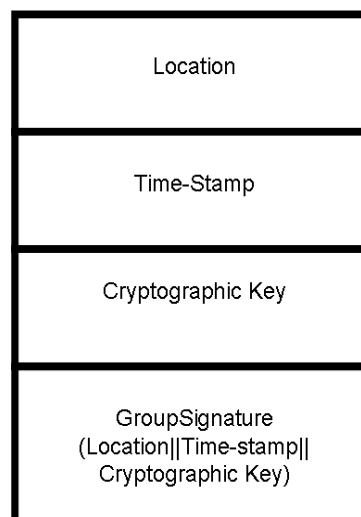 Location
Time-Stamp
Cryptographic Key
GroupSignature
(Location||Time-stamp||
Cryptographic Key)